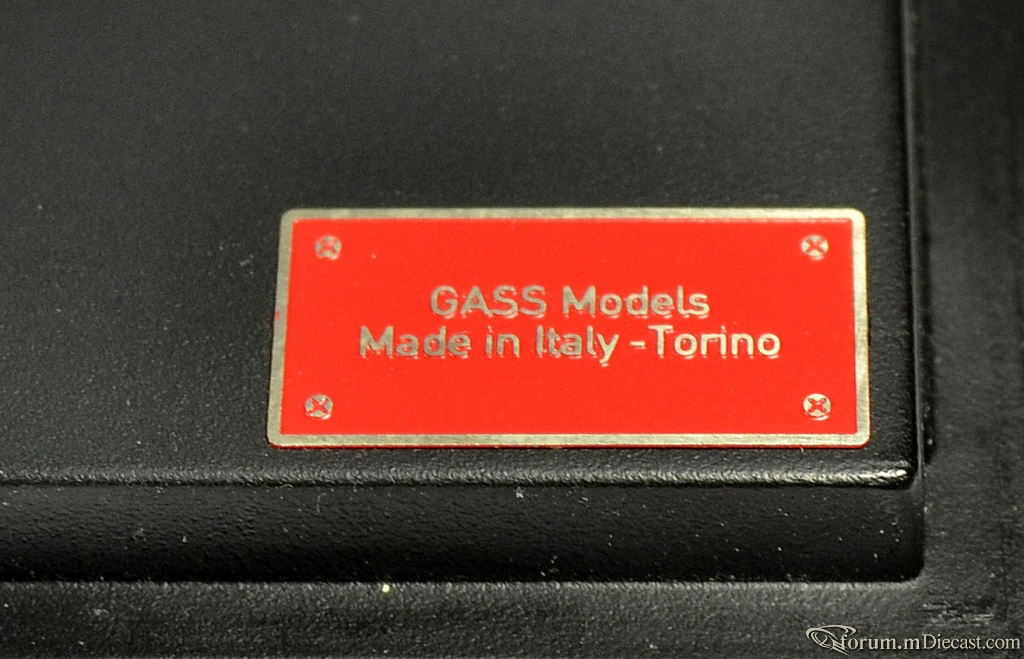 GASS Models
Made in Italy -Torino
forum.mDiecast.com